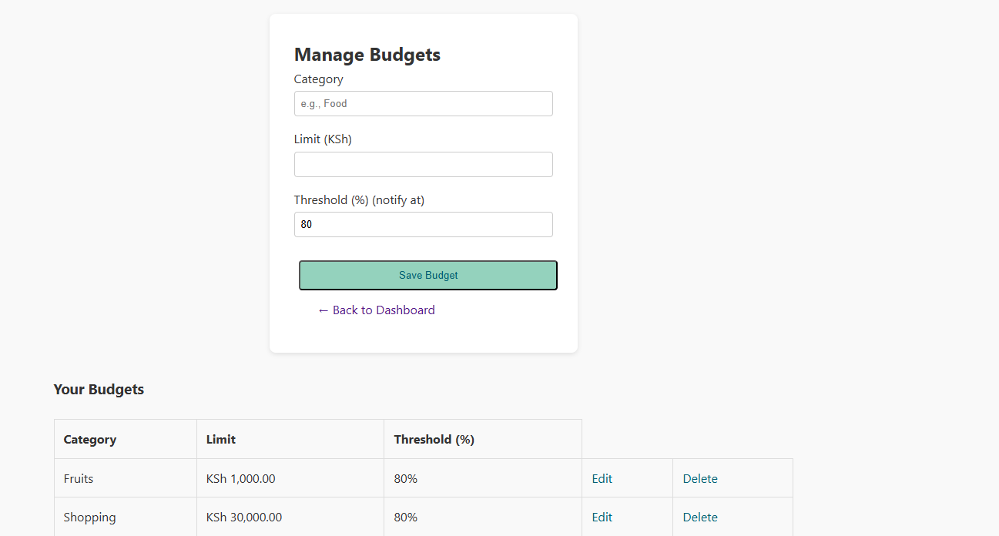 Manage Budgets
Category
e.g., Food
Limit (KSh)
Threshold (%) (notify at)
80
Save Budget
← Back to Dashboard
Your Budgets
Category Limit Threshold (%)
Fruits KSh 1,000.00 80% Edit Delete
Shopping KSh 30,000.00 80% Edit Delete